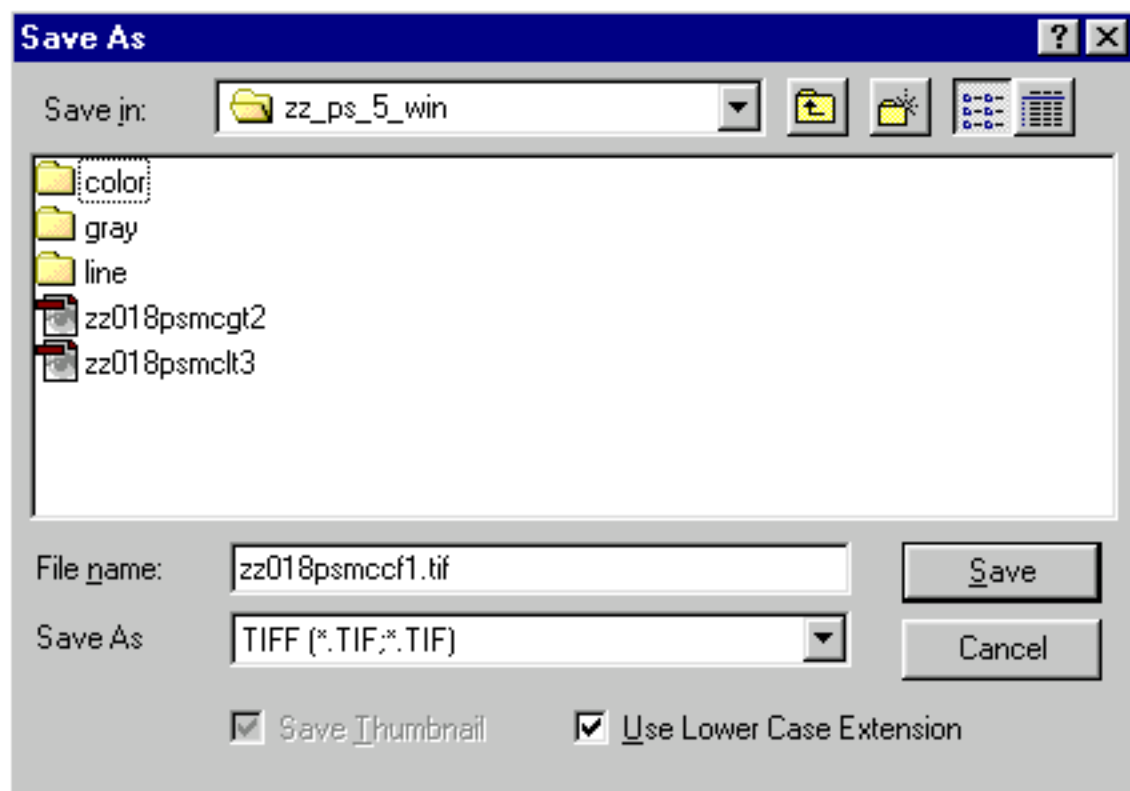 Save As
Save in: zz_ps_5_win
color
gray
line
zz018psmcgt2
zz018psmclt3
File name: zz018psmccf1.tif Save
Save As TIFF (*.TIF;*.TIF) Cancel
Save Thumbnail Use Lower Case Extension